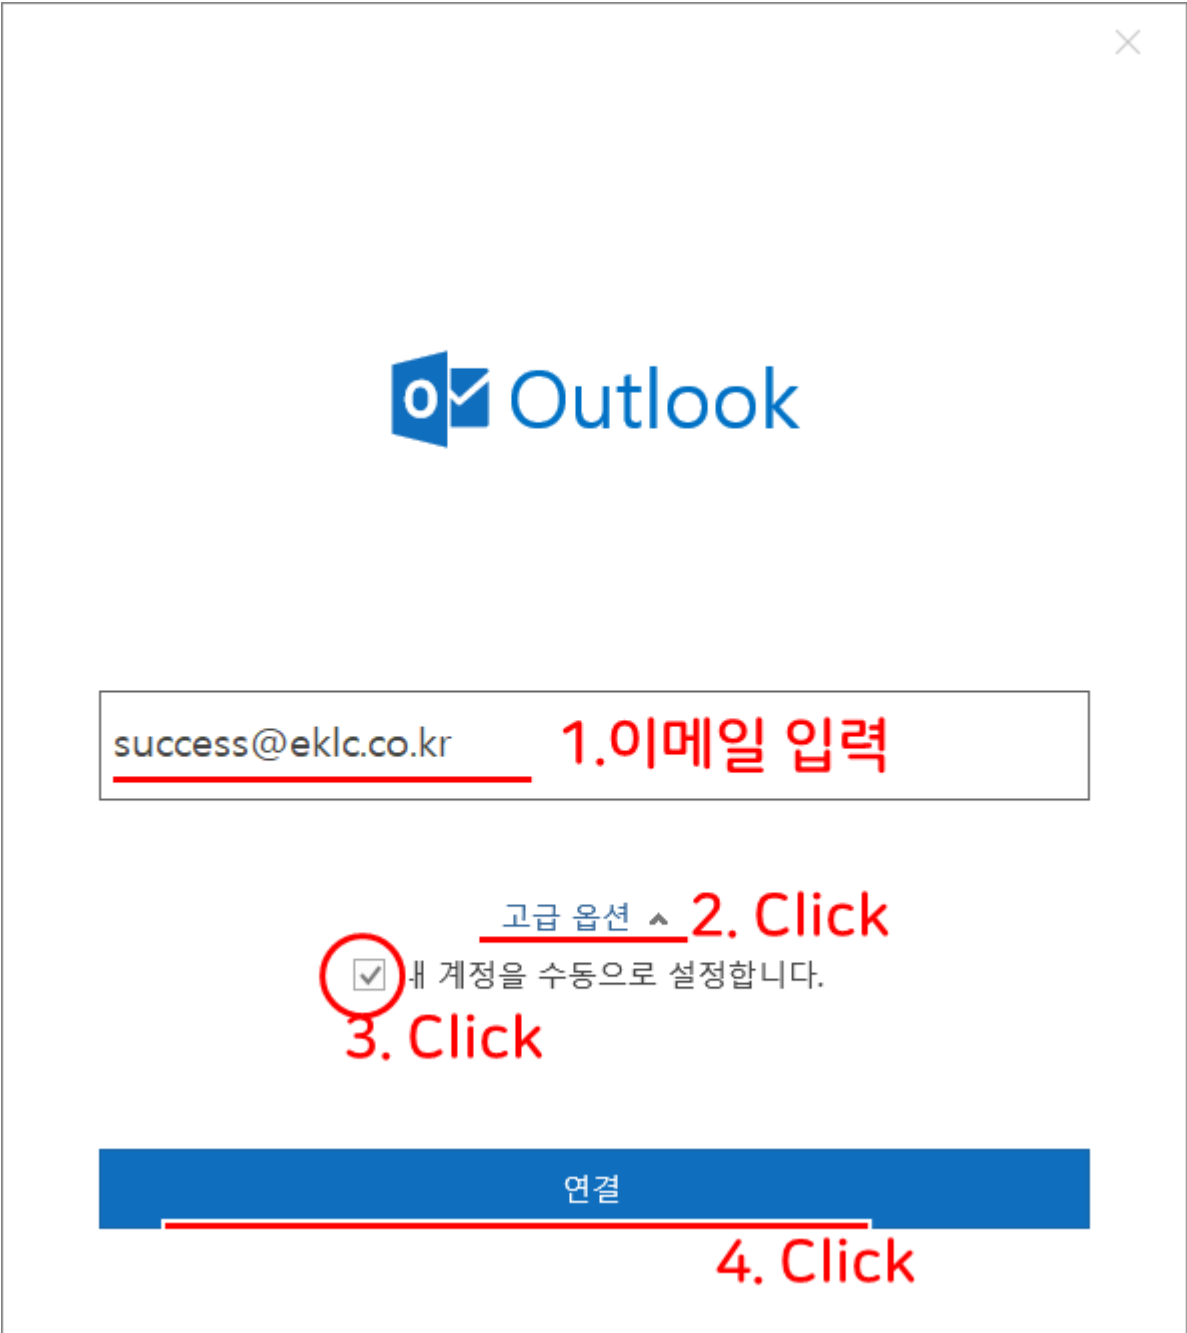 Outlook
success@eklc.co.kr 1.이메일 입력
고급 옵션 2. Click
내 계정을 수동으로 설정합니다.
3. Click
연결
4. Click